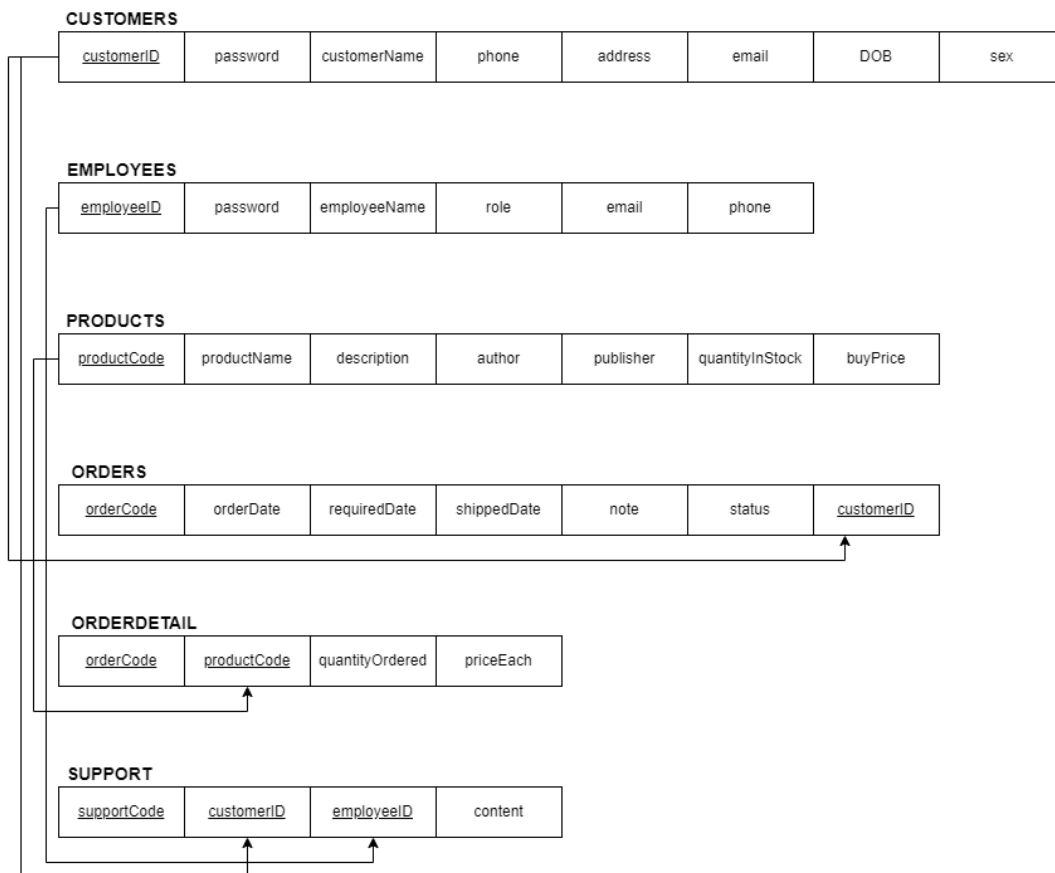 CUSTOMERS
customerID password customerName phone address email DOB sex
EMPLOYEES
employeeID password employeeName role email phone
PRODUCTS
productCode productName description author publisher quantityInStock buyPrice
ORDERS
orderCode orderDate requiredDate shippedDate note status customerID
ORDERDETAIL
orderCode productCode quantityOrdered priceEach
SUPPORT
supportCode customerID employeeID content